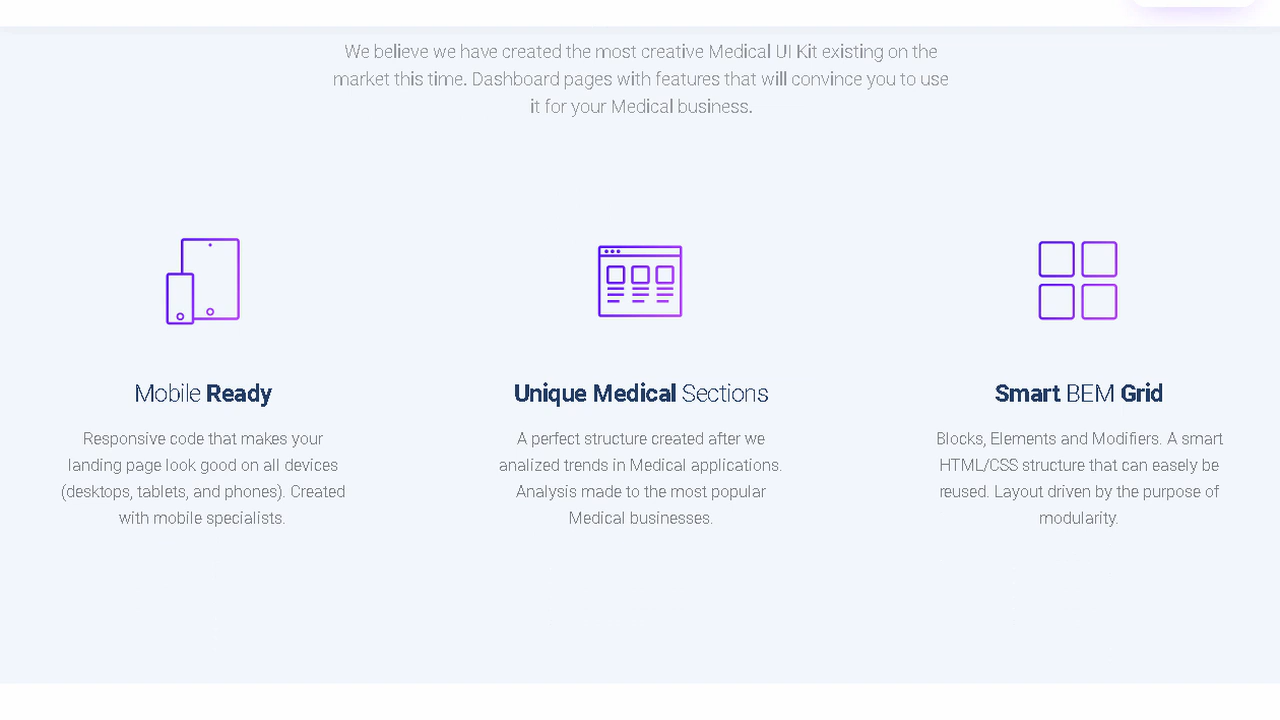 We believe we have created the most creative Medical UI Kit existing on the
market this time. Dashboard pages with features that will convince you to use
it for your Medical business.
Mobile Ready
Responsive code that makes your
landing page look good on all devices
(desktops, tablets, and phones). Created
with mobile specialists.
Unique Medical Sections
A perfect structure created after we
analized trends in Medical applications.
Analysis made to the most popular
Medical businesses.
Smart BEM Grid
Blocks, Elements and Modifiers. A smart
HTML/CSS structure that can easely be
reused. Layout driven by the purpose of
modularity.